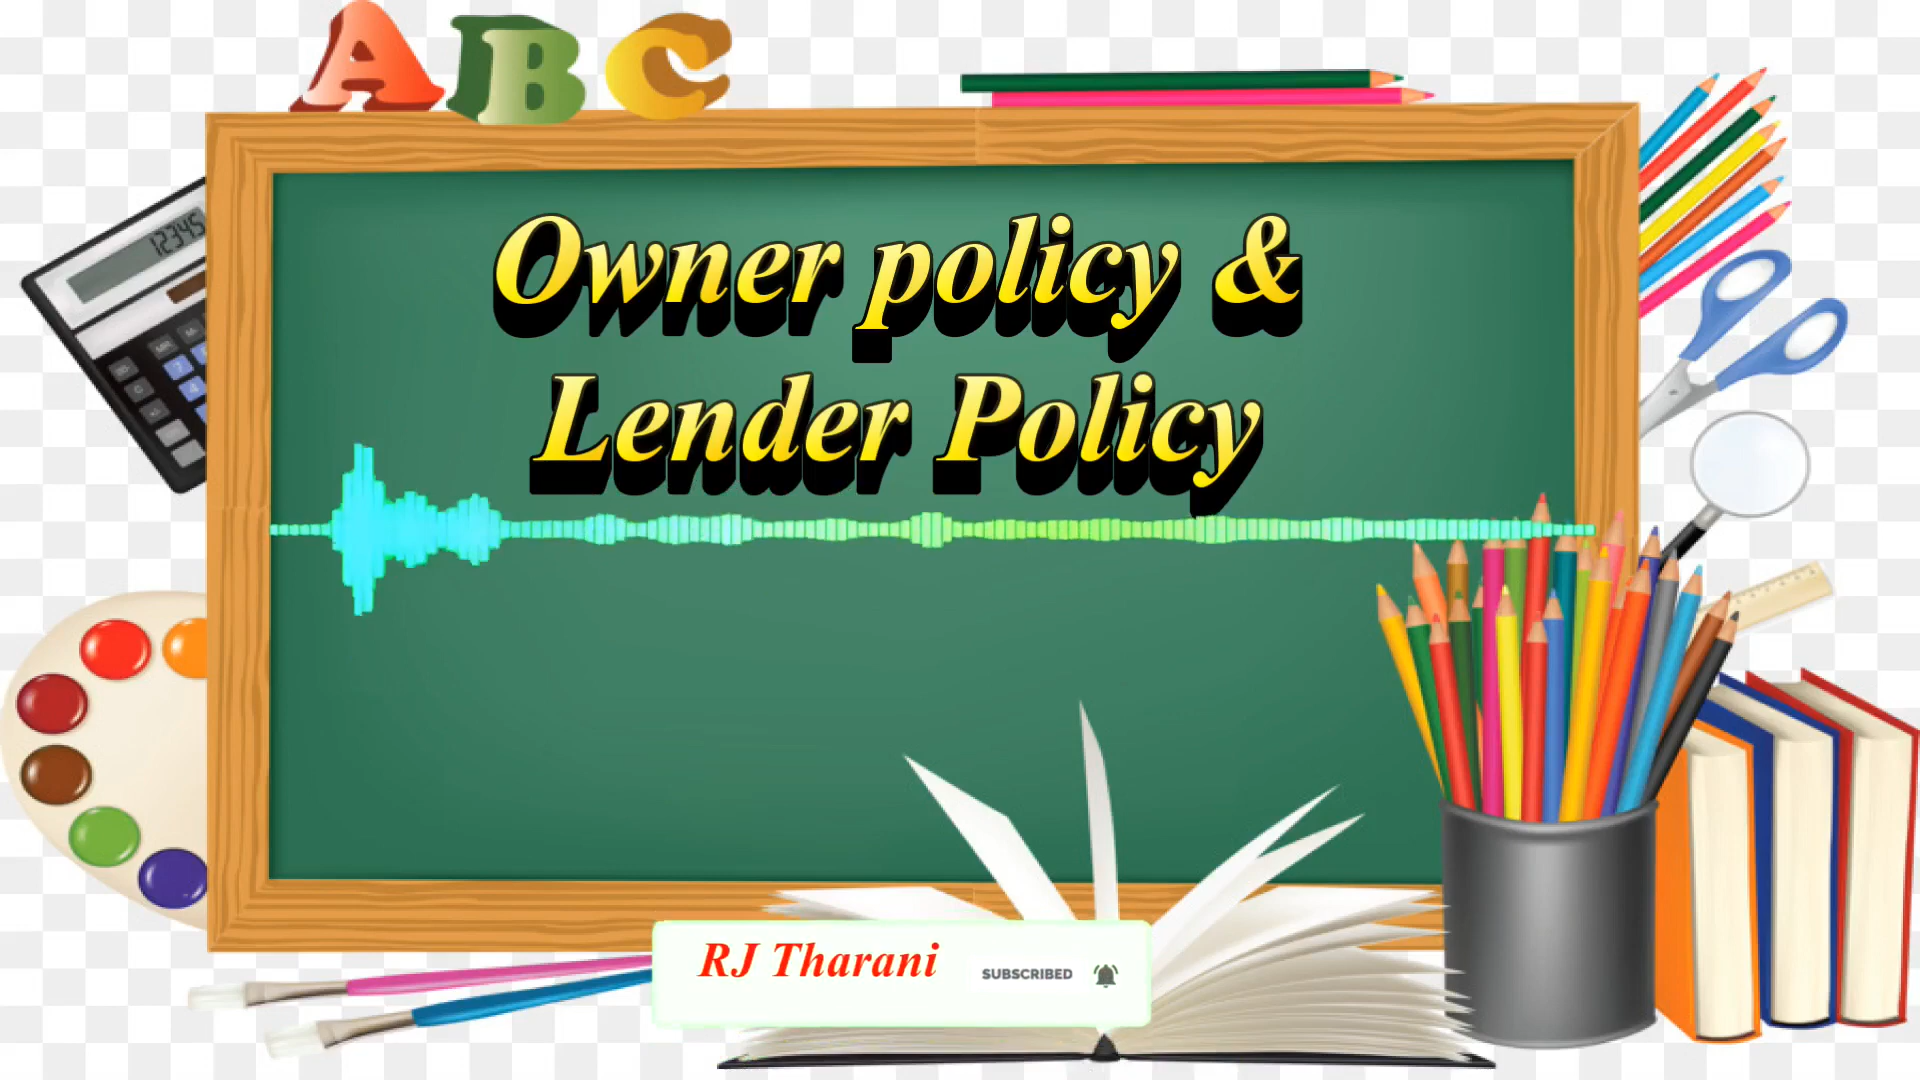 ABC
12345
Owner policy &
Lender Policy
RJ Tharani
SUBSCRIBED